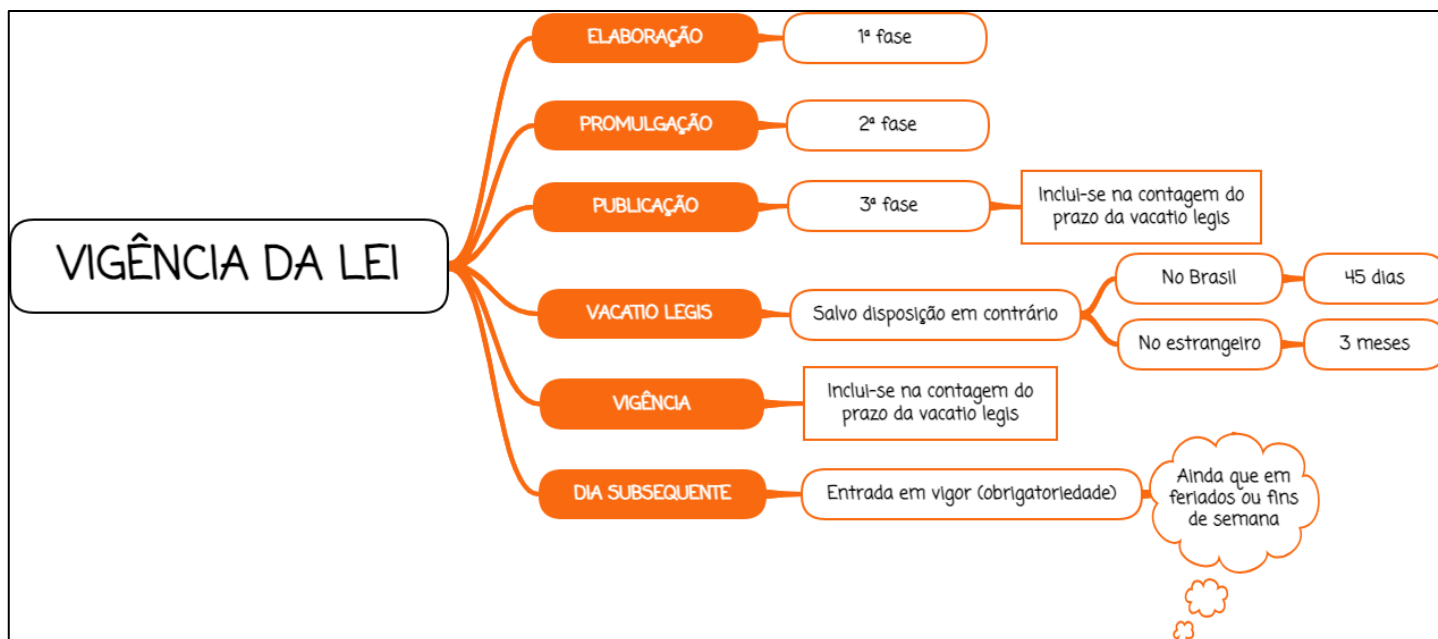 VIGÊNCIA DA LEI
ELABORAÇÃO
1ª fase
PROMULGAÇÃO
2ª fase
PUBLICAÇÃO
3ª fase
Inclui-se na contagem do
prazo da vacatio legis
VACATIO LEGIS
Salvo disposição em contrário
No Brasil
45 dias
No estrangeiro
3 meses
VIGÊNCIA
Inclui-se na contagem do
prazo da vacatio legis
DIA SUBSEQUENTE
Entrada em vigor (obrigatoriedade)
Ainda que em
feriados ou fins
de semana